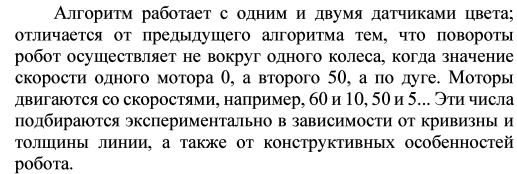 Алгоритм работает с одним и двумя датчиками цвета;
отличается от предыдущего алгоритма тем, что повороты
робот осуществляет не вокруг одного колеса, когда значение
скорости одного мотора 0, а второго 50, а по дуге. Моторы
двигаются со скоростями, например, 60 и 10, 50 и 5... Эти числа
подбираются экспериментально в зависимости от кривизны и
толщины линии, а также от конструктивных особенностей
робота.